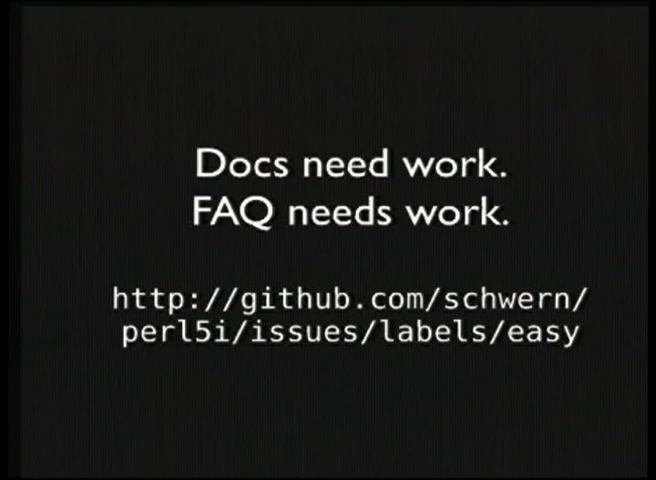 Docs need work.
FAQ needs work.
http://github.com/schwern/
perl5i/issues/labels/easy